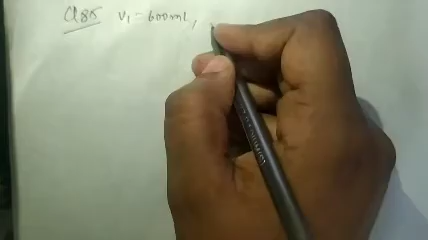 Q85 V₁ = 600ml,